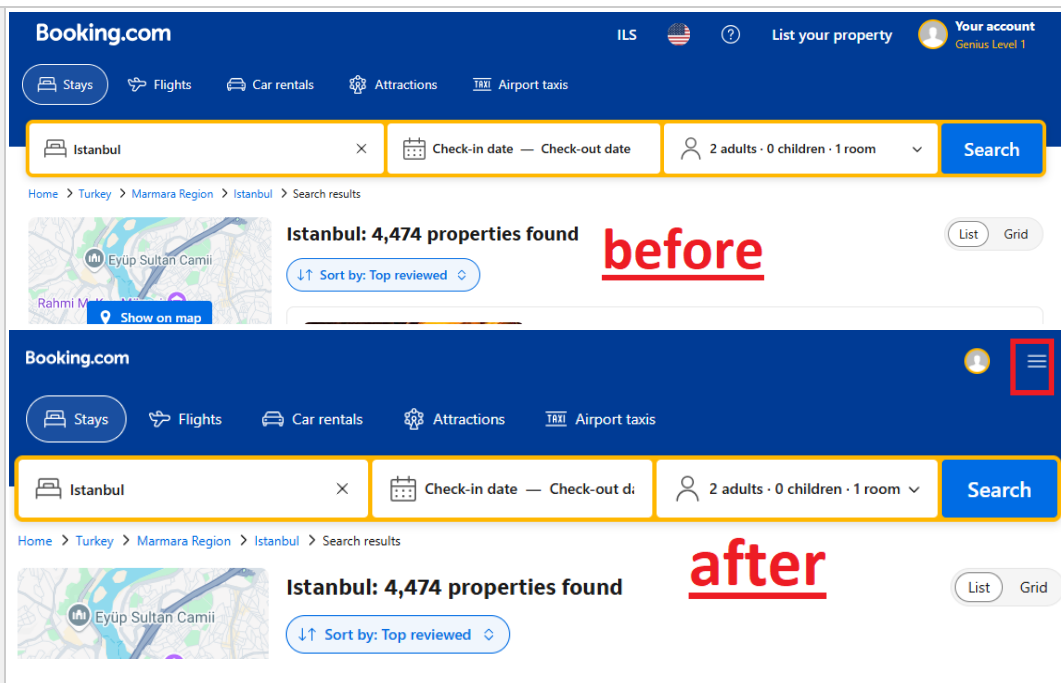 Booking.com
ILS
List your property
Your account
Genius Level 1
Stays
Flights
Car rentals
Attractions
TAXI Airport taxis
Istanbul
Check-in date — Check-out date
2 adults · 0 children · 1 room
Search
Home > Turkey > Marmara Region > Istanbul > Search results
Eyüp Sultan Camii
Rahmi M
Show on map
Istanbul: 4,474 properties found
before
List Grid
Sort by: Top reviewed
Booking.com
Stays
Flights
Car rentals
Attractions
TAXI Airport taxis
Istanbul
Check-in date — Check-out da
2 adults · 0 children · 1 room
Search
Home > Turkey > Marmara Region > Istanbul > Search results
Eyüp Sultan Camii
Istanbul: 4,474 properties found
after
List Grid
Sort by: Top reviewed